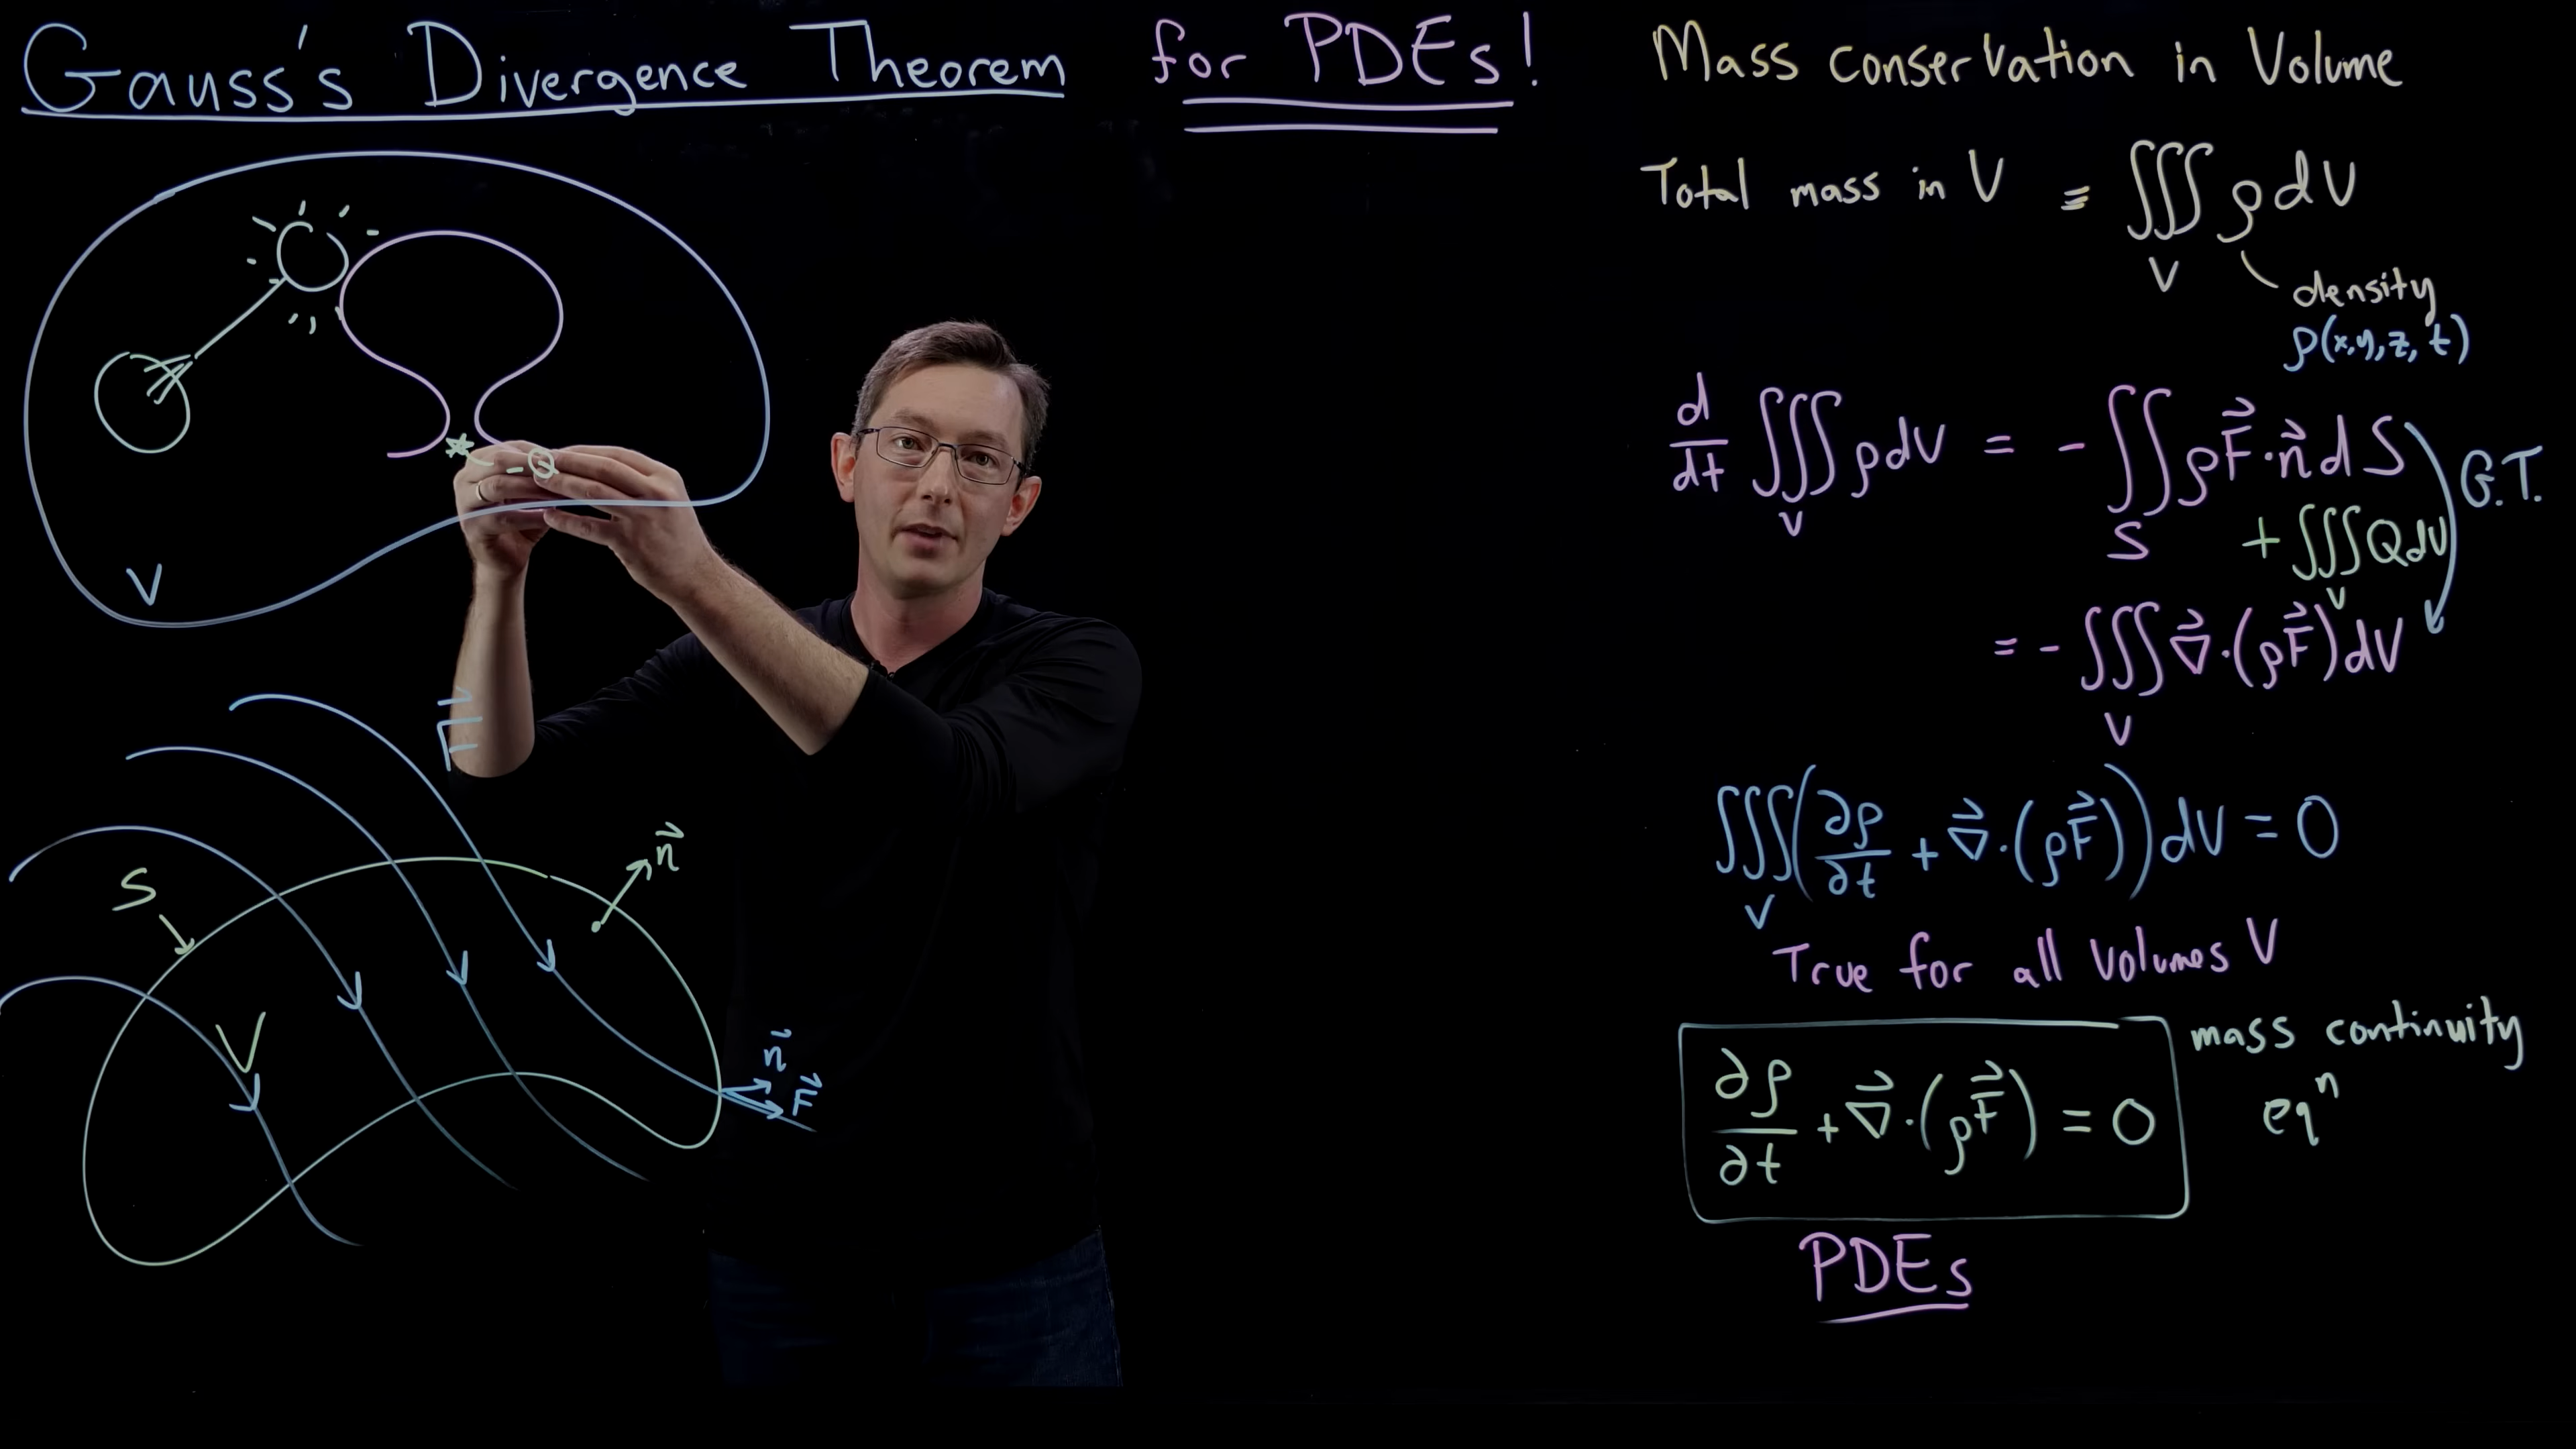 Gauss's Divergence Theorem for PDEs!
V
* -Q
F⃗
S
n⃗
V
n⃗
F⃗
Mass conservation in Volume
Total mass in V ≡ ∭_V ρ dV
density
ρ(x,y,z,t)
d/dt ∭_V ρ dV = - ∬_S ρF⃗·n⃗ dS
G.T.
+ ∭_V Q dV
= - ∭_V ∇⃗·(ρF⃗) dV
∭_V (∂ρ/∂t + ∇⃗·(ρF⃗)) dV = 0
True for all Volumes V
∂ρ/∂t + ∇⃗·(ρF⃗) = 0
mass continuity
eqⁿ
PDEs